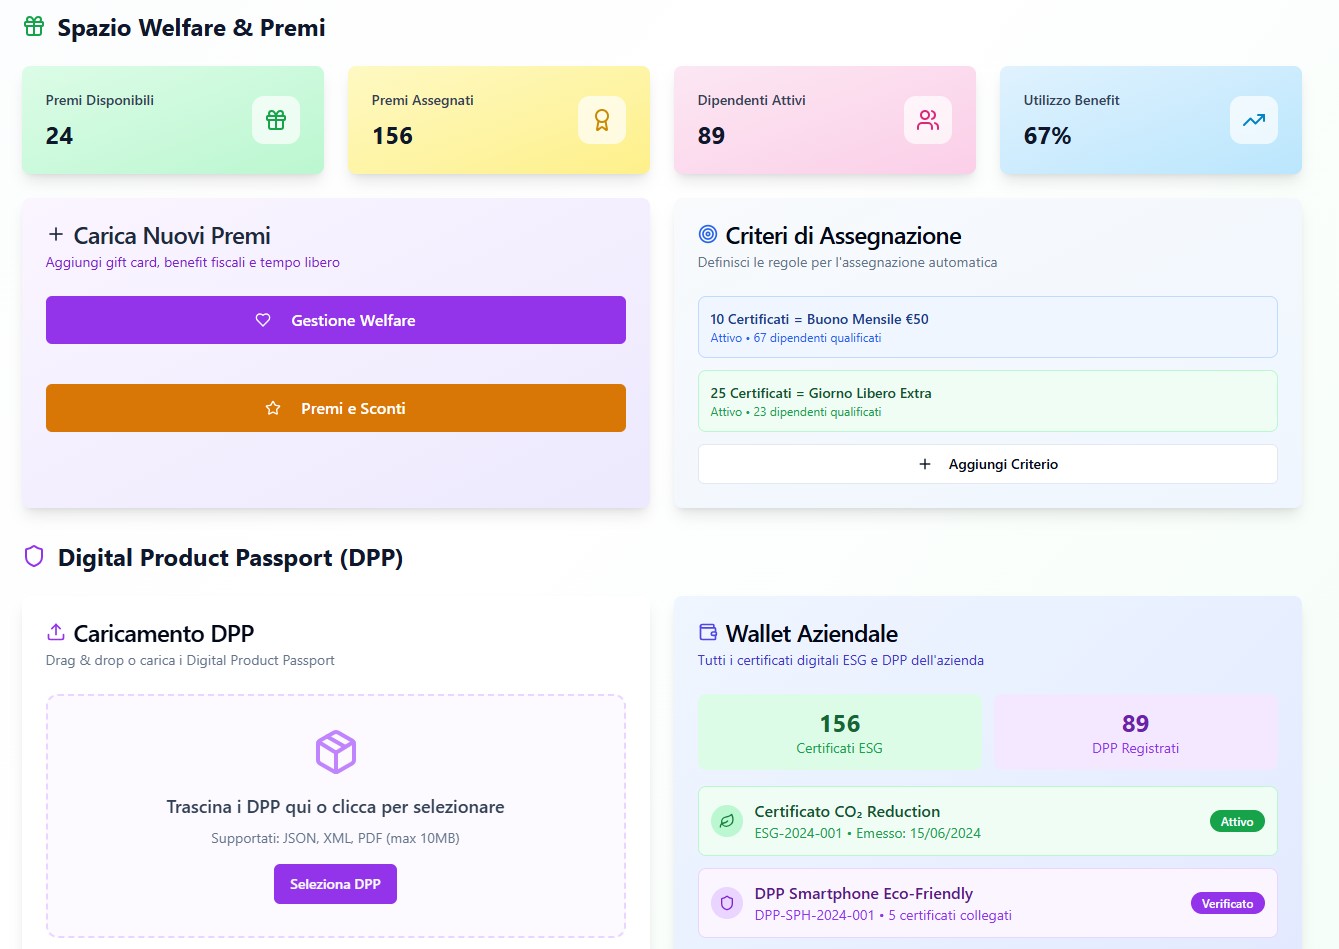 Spazio Welfare & Premi
Premi Disponibili
24
Premi Assegnati
156
Dipendenti Attivi
89
Utilizzo Benefit
67%
Carica Nuovi Premi
Aggiungi gift card, benefit fiscali e tempo libero
Gestione Welfare
Premi e Sconti
Criteri di Assegnazione
Definisci le regole per l'assegnazione automatica
10 Certificati = Buono Mensile €50
Attivo • 67 dipendenti qualificati
25 Certificati = Giorno Libero Extra
Attivo • 23 dipendenti qualificati
Aggiungi Criterio
Digital Product Passport (DPP)
Caricamento DPP
Drag & drop o carica i Digital Product Passport
Trascina i DPP qui o clicca per selezionare
Supportati: JSON, XML, PDF (max 10MB)
Seleziona DPP
Wallet Aziendale
Tutti i certificati digitali ESG e DPP dell'azienda
156
Certificati ESG
89
DPP Registrati
Certificato CO₂ Reduction
ESG-2024-001 • Emesso: 15/06/2024
Attivo
DPP Smartphone Eco-Friendly
DPP-SPH-2024-001 • 5 certificati collegati
Verificato